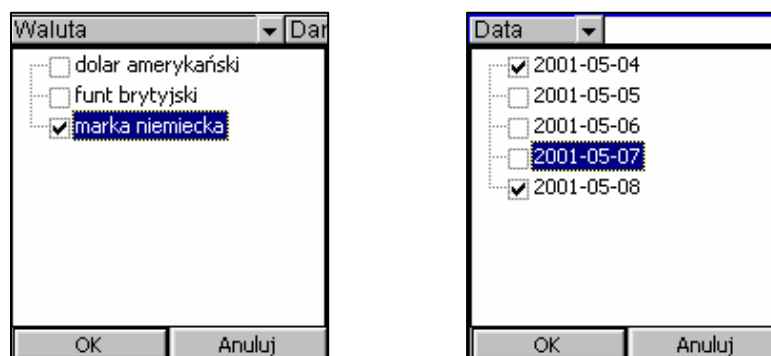 Waluta
Dar
dolar amerykański
funt brytyjski
marka niemiecka
OK
Anuluj
Data
2001-05-04
2001-05-05
2001-05-06
2001-05-07
2001-05-08
OK
Anuluj